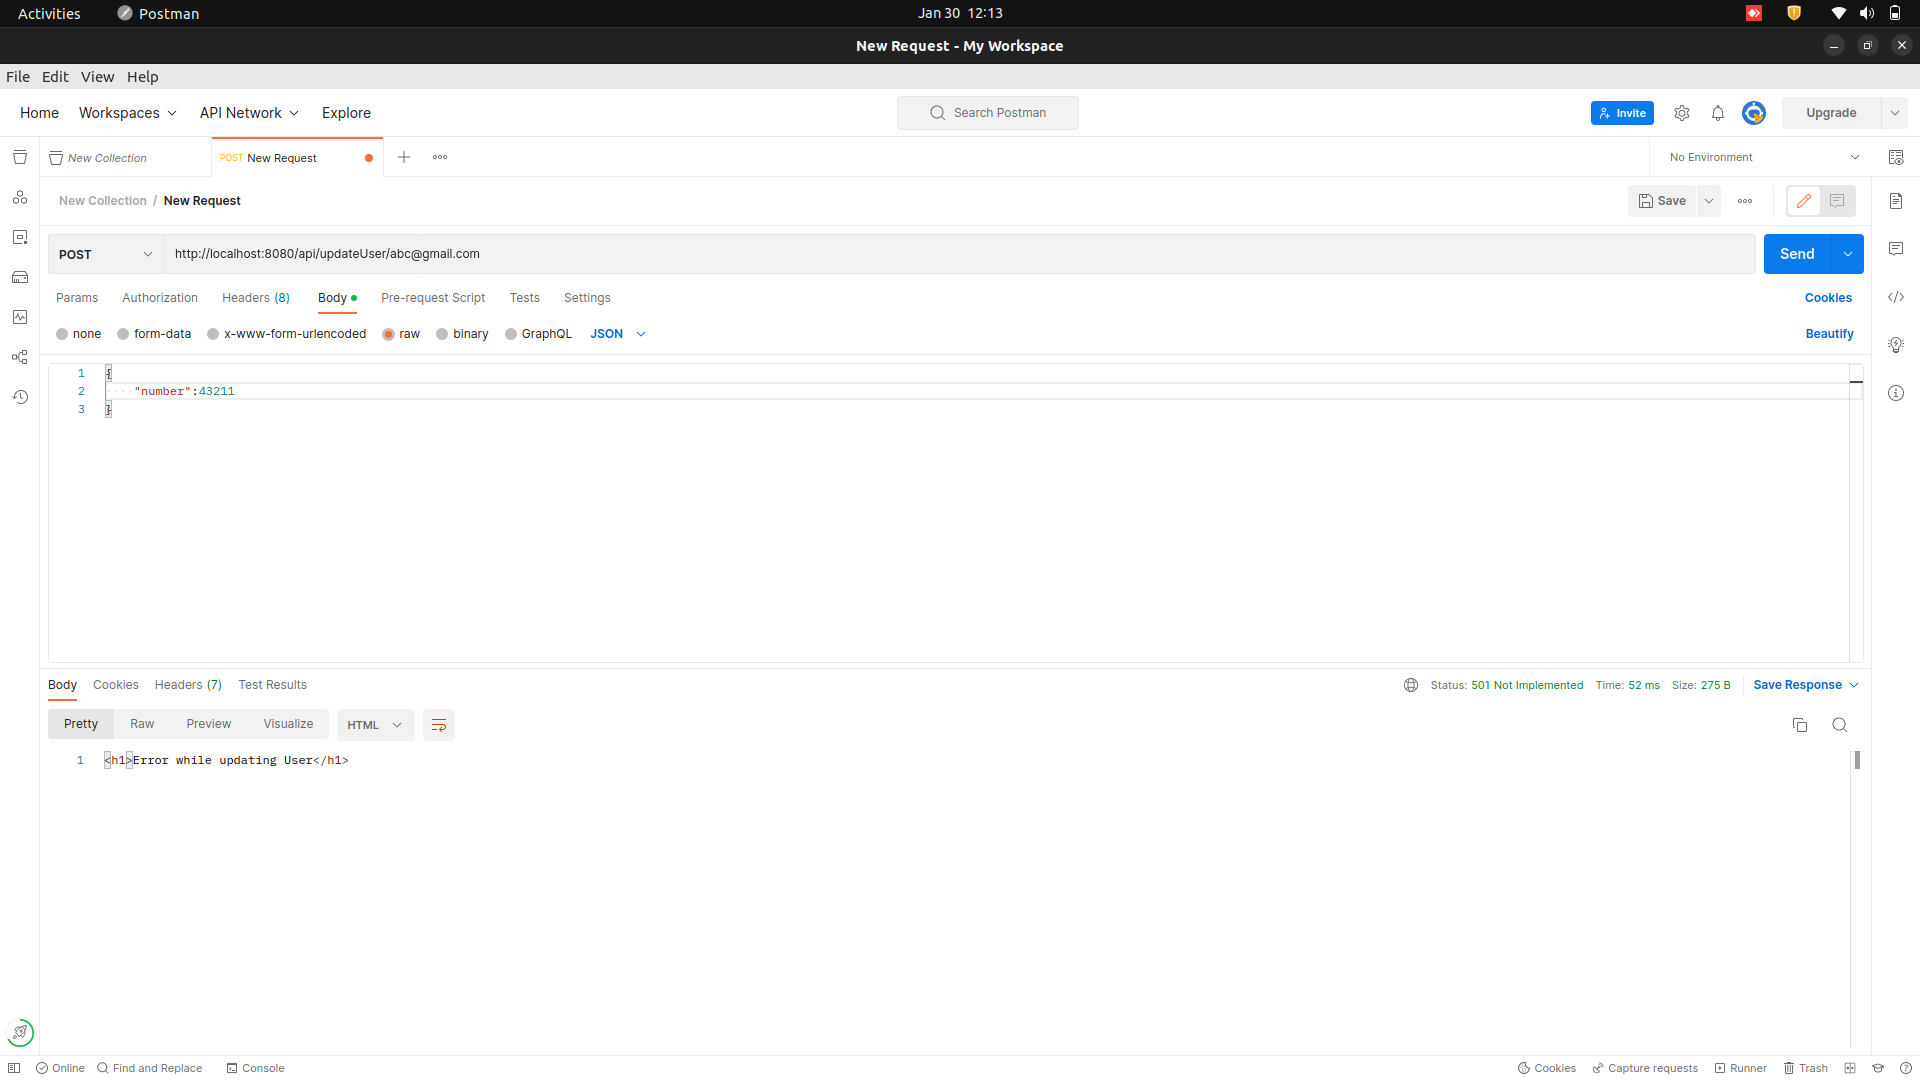 Activities Postman Jan 30 12:13
New Request - My Workspace
File Edit View Help
Home Workspaces API Network Explore Search Postman Invite Upgrade
New Collection POST New Request No Environment
New Collection / New Request Save
POST http://localhost:8080/api/updateUser/abc@gmail.com Send
Params Authorization Headers (8) Body Pre-request Script Tests Settings Cookies
none form-data x-www-form-urlencoded raw binary GraphQL JSON Beautify
1 {
2 "number":43211
3 }
Body Cookies Headers (7) Test Results Status: 501 Not Implemented Time: 52 ms Size: 275 B Save Response
Pretty Raw Preview Visualize HTML
1 <h1>Error while updating User</h1>
Online Find and Replace Console Cookies Capture requests Runner Trash